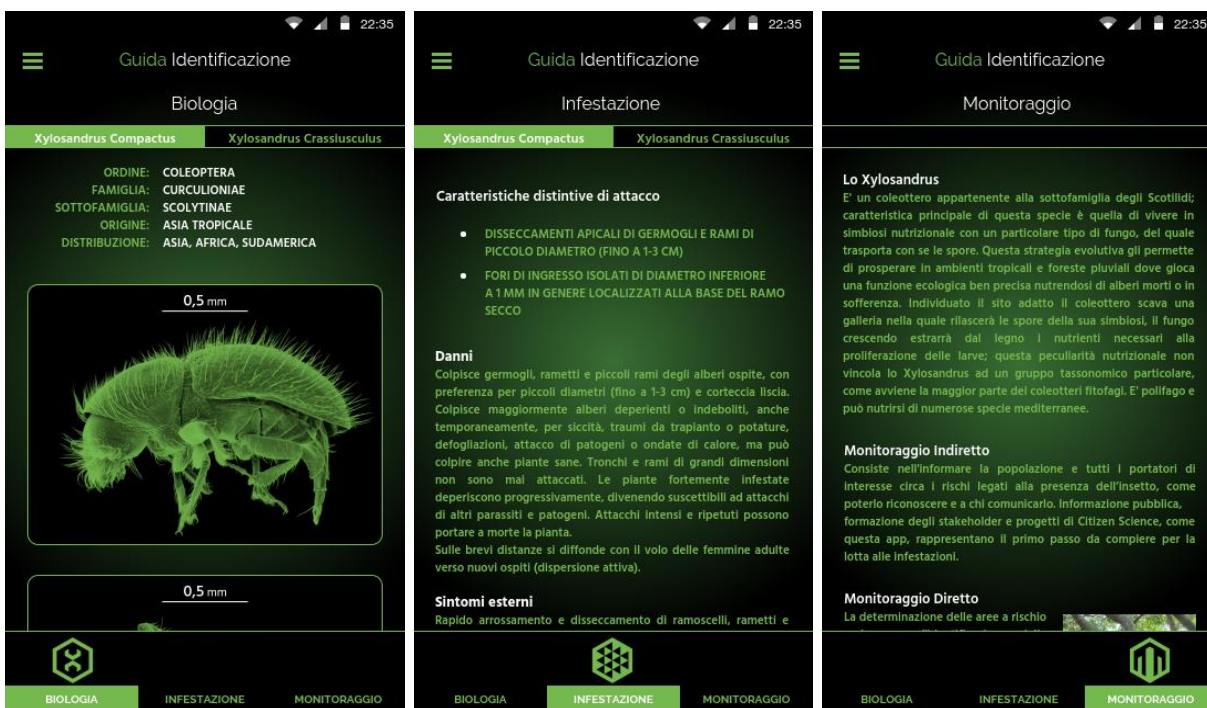 22:35
Guida Identificazione
Biologia
Xylosandrus Compactus
Xylosandrus Crassiusculus
ORDINE: COLEOPTERA
FAMIGLIA: CURCULIONIAE
SOTTOFAMIGLIA: SCOLYTINAE
ORIGINE: ASIA TROPICALE
DISTRIBUZIONE: ASIA, AFRICA, SUDAMERICA
0,5 mm
0,5 mm
BIOLOGIA
INFESTAZIONE
MONITORAGGIO
22:35
Guida Identificazione
Infestazione
Xylosandrus Compactus
Xylosandrus Crassiusculus
Caratteristiche distintive di attacco
DISSECCAMENTI APICALI DI GERMOGLI E RAMI DI
PICCOLO DIAMETRO (FINO A 1-3 CM)
FORI DI INGRESSO ISOLATI DI DIAMETRO INFERIORE
A 1 MM IN GENERE LOCALIZZATI ALLA BASE DEL RAMO
SECCO
Danni
Colpisce germogli, rametti e piccoli rami degli alberi ospite, con
preferenza per piccoli diametri (fino a 1-3 cm) e corteccia liscia.
Colpisce maggiormente alberi deperienti o indeboliti, anche
temporaneamente, per siccità, traumi da trapianto o potature,
defogliazioni, attacco di patogeni o ondate di calore, ma può
colpire anche piante sane. Tronchi e rami di grandi dimensioni
non sono mai attaccati. Le piante fortemente infestate
deperiscono progressivamente, divenendo suscettibili ad attacchi
di altri parassiti e patogeni. Attacchi intensi e ripetuti possono
portare a morte la pianta.
Sulle brevi distanze si diffonde con il volo delle femmine adulte
verso nuovi ospiti (dispersione attiva).
Sintomi esterni
Rapido arrossamento e disseccamento di ramoscelli, rametti e
BIOLOGIA
INFESTAZIONE
MONITORAGGIO
22:35
Guida Identificazione
Monitoraggio
Lo Xylosandrus
E' un coleottero appartenente alla sottofamiglia degli Scotilidi;
caratteristica principale di questa specie è quella di vivere in
simbiosi nutrizionale con un particolare tipo di fungo, del quale
trasporta con se le spore. Questa strategia evolutiva gli permette
di prosperare in ambienti tropicali e foreste pluviali dove gioca
una funzione ecologica ben precisa nutrendosi di alberi morti o in
sofferenza. Individuato il sito adatto il coleottero scava una
galleria nella quale rilascerà le spore della sua simbiosi, il fungo
crescendo estrarrà dal legno i nutrienti necessari alla
proliferazione delle larve; questa peculiarità nutrizionale non
vincola lo Xylosandrus ad un gruppo tassonomico particolare,
come avviene la maggior parte dei coleotteri fitofagi. E' polifago e
può nutrirsi di numerose specie mediterranee.
Monitoraggio Indiretto
Consiste nell'informare la popolazione e tutti i portatori di
interesse circa i rischi legati alla presenza dell'insetto, come
poterlo riconoscere e a chi comunicarlo. Informazione pubblica,
formazione degli stakeholder e progetti di Citizen Science, come
questa app, rappresentano il primo passo da compiere per la
lotta alle infestazioni.
Monitoraggio Diretto
La determinazione delle aree a rischio
BIOLOGIA
INFESTAZIONE
MONITORAGGIO